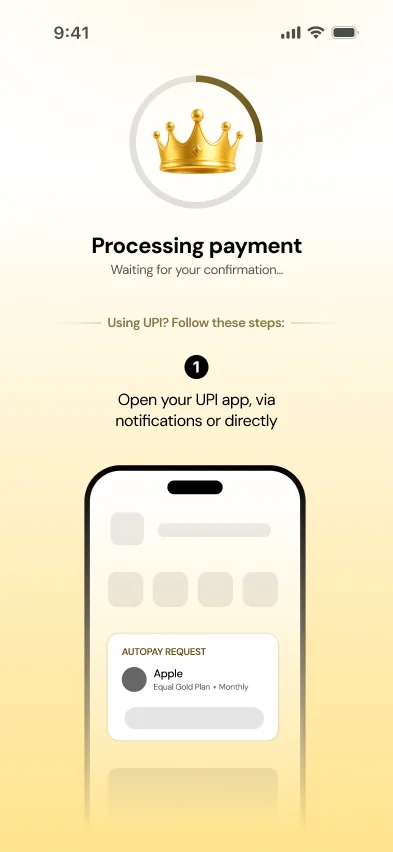 9:41
Processing payment
Waiting for your confirmation...
Using UPI? Follow these steps:
1
Open your UPI app, via
notifications or directly
AUTOPAY REQUEST
Apple
Equal Gold Plan • Monthly